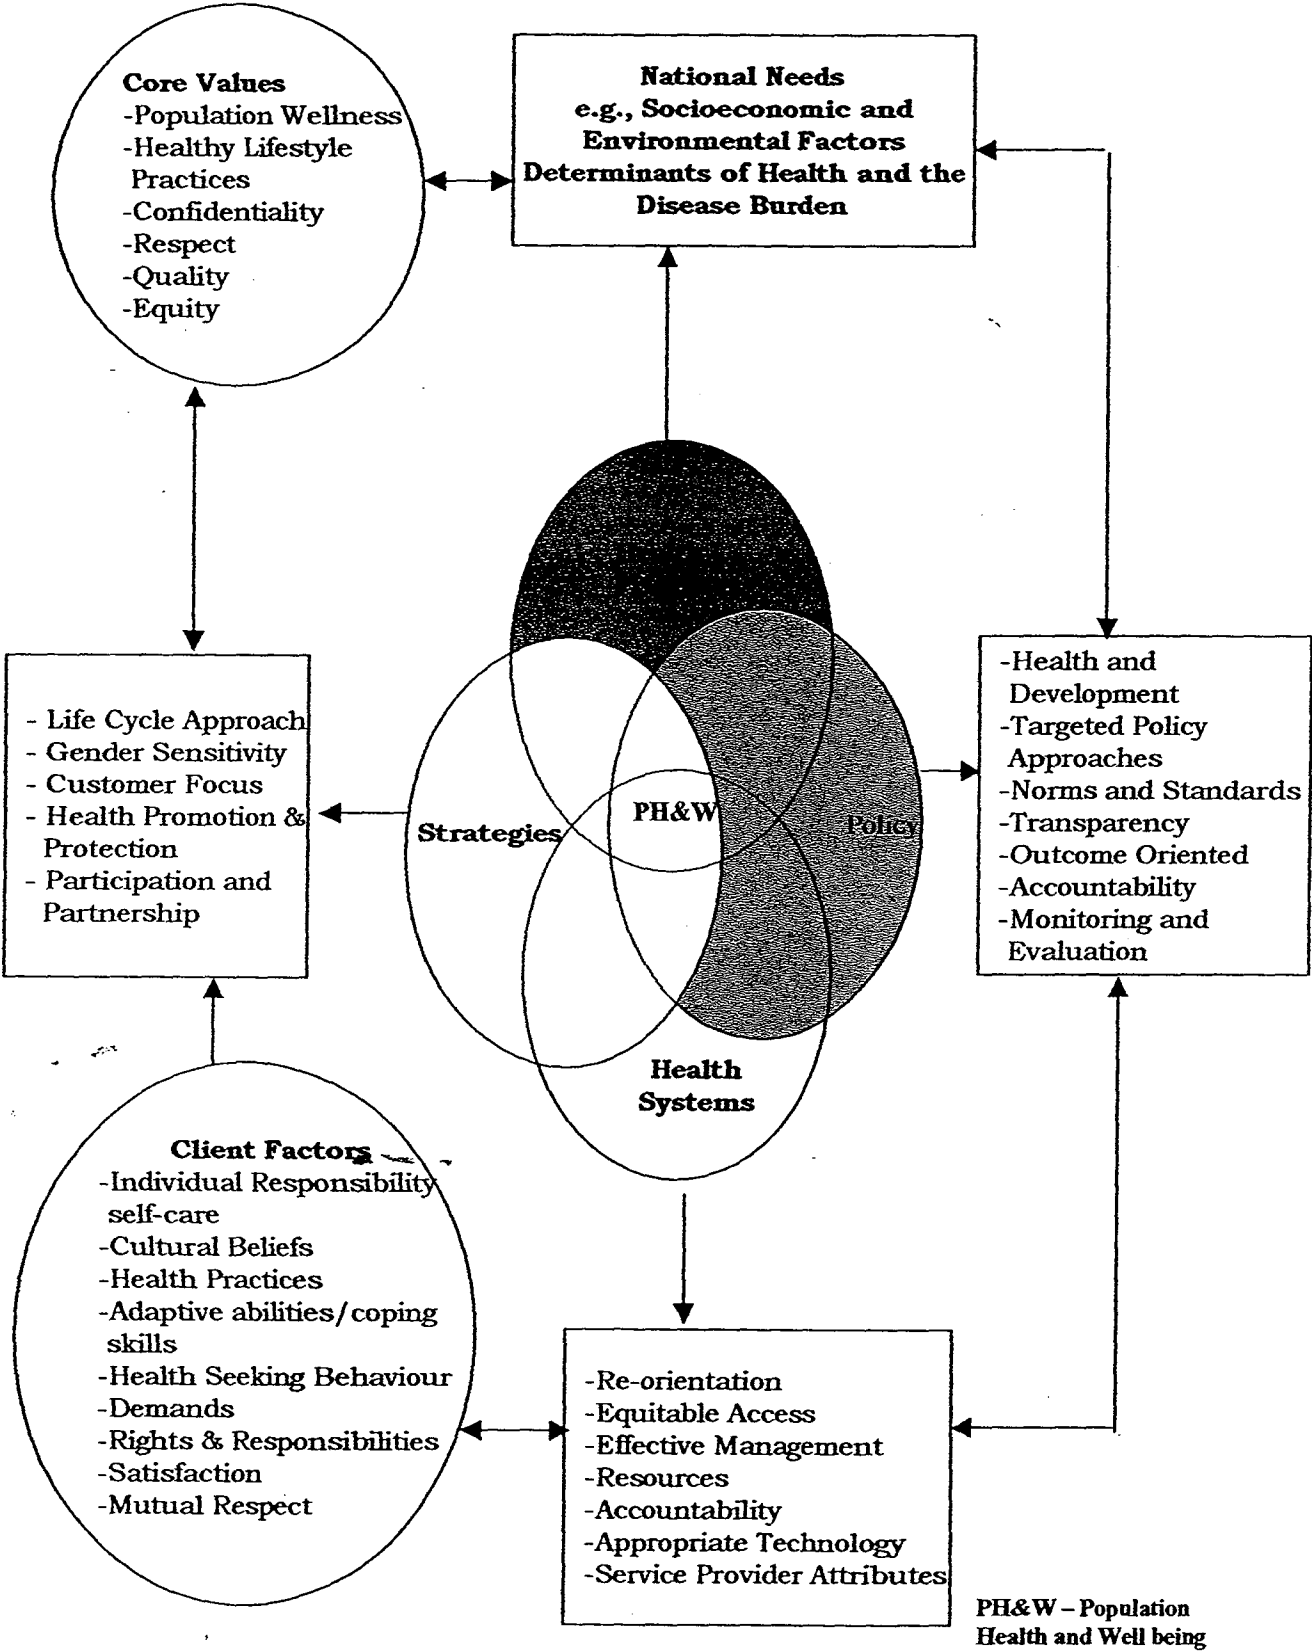 Core Values
-Population Wellness
-Healthy Lifestyle
Practices
-Confidentiality
-Respect
-Quality
-Equity
National Needs
e.g., Socioeconomic and
Environmental Factors
Determinants of Health and the
Disease Burden
- Life Cycle Approach
- Gender Sensitivity
- Customer Focus
- Health Promotion &
Protection
- Participation and
Partnership
Strategies
PH&W
Policy
Health
Systems
-Health and
Development
-Targeted Policy
Approaches
-Norms and Standards
-Transparency
-Outcome Oriented
-Accountability
-Monitoring and
Evaluation
Client Factors
-Individual Responsibility
self-care
-Cultural Beliefs
-Health Practices
-Adaptive abilities/coping
skills
-Health Seeking Behaviour
-Demands
-Rights & Responsibilities
-Satisfaction
-Mutual Respect
-Re-orientation
-Equitable Access
-Effective Management
-Resources
-Accountability
-Appropriate Technology
-Service Provider Attributes
PH&W – Population
Health and Well being